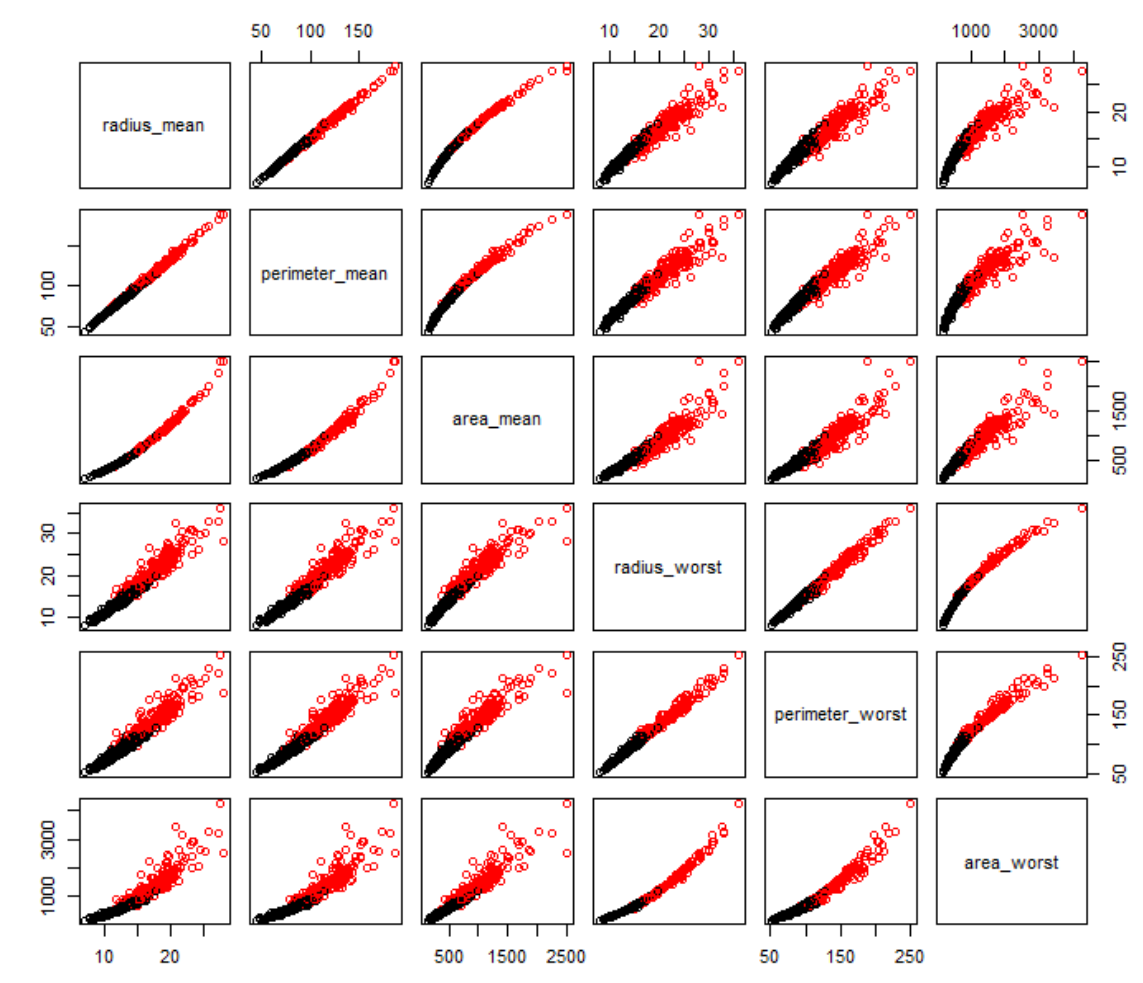 50 100 150 10 20 30 1000 3000
radius_mean
10 20
perimeter_mean
50 100
area_mean
500 1500
radius_worst
10 20 30
perimeter_worst
50 150 250
area_worst
1000 3000
10 20 500 1500 2500 50 150 250